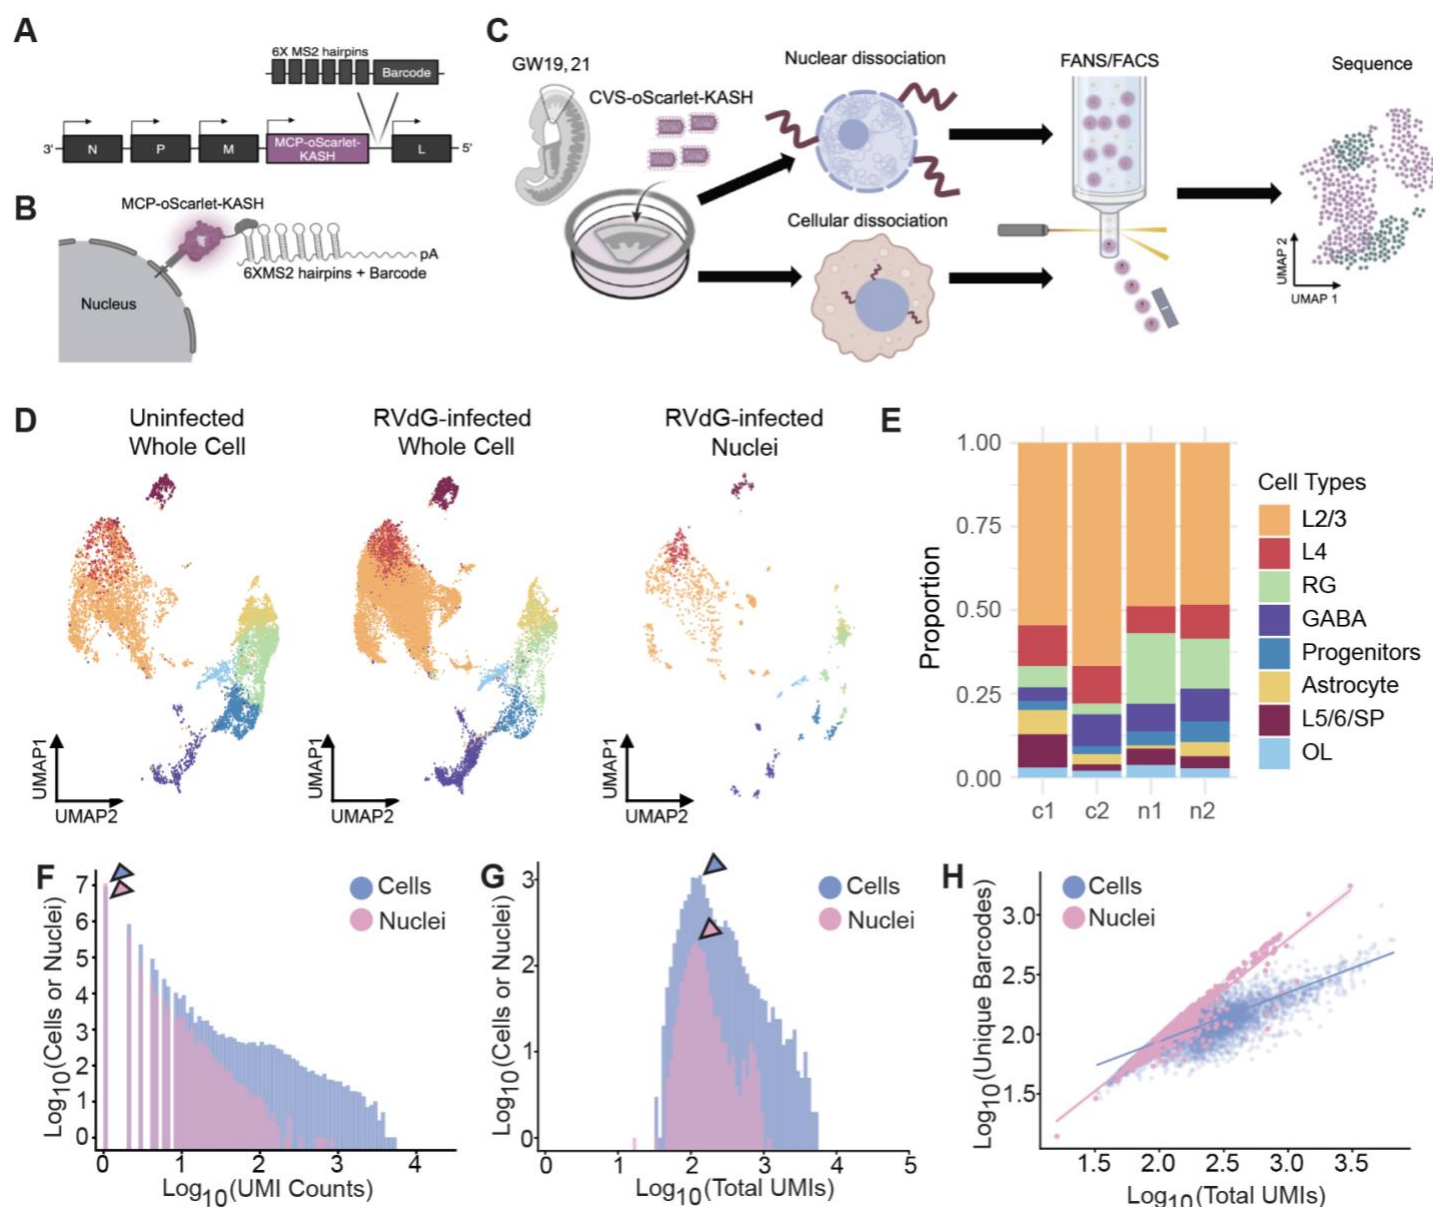 A
6X MS2 hairpins
Barcode
3'
N
P
M
MCP-oScarlet-
KASH
L
5'
B
MCP-oScarlet-KASH
pA
6XMS2 hairpins + Barcode
Nucleus
C
GW19, 21
CVS-oScarlet-KASH
Nuclear dissociation
Cellular dissociation
FANS/FACS
Sequence
UMAP 2
UMAP 1
D
Uninfected
Whole Cell
RVdG-infected
Whole Cell
RVdG-infected
Nuclei
UMAP1
UMAP2
UMAP1
UMAP2
UMAP1
UMAP2
E
Proportion
1.00
0.75
0.50
0.25
0.00
c1 c2 n1 n2
Cell Types
L2/3
L4
RG
GABA
Progenitors
Astrocyte
L5/6/SP
OL
F
Log10(Cells or Nuclei)
7
6
5
4
3
2
1
0
0 1 2 3 4
Log10(UMI Counts)
Cells
Nuclei
G
Log10(Cells or Nuclei)
3
2
1
0
0 1 2 3 4 5
Log10(Total UMIs)
Cells
Nuclei
H
Log10(Unique Barcodes)
3.0
2.5
2.0
1.5
1.5 2.0 2.5 3.0 3.5
Log10(Total UMIs)
Cells
Nuclei